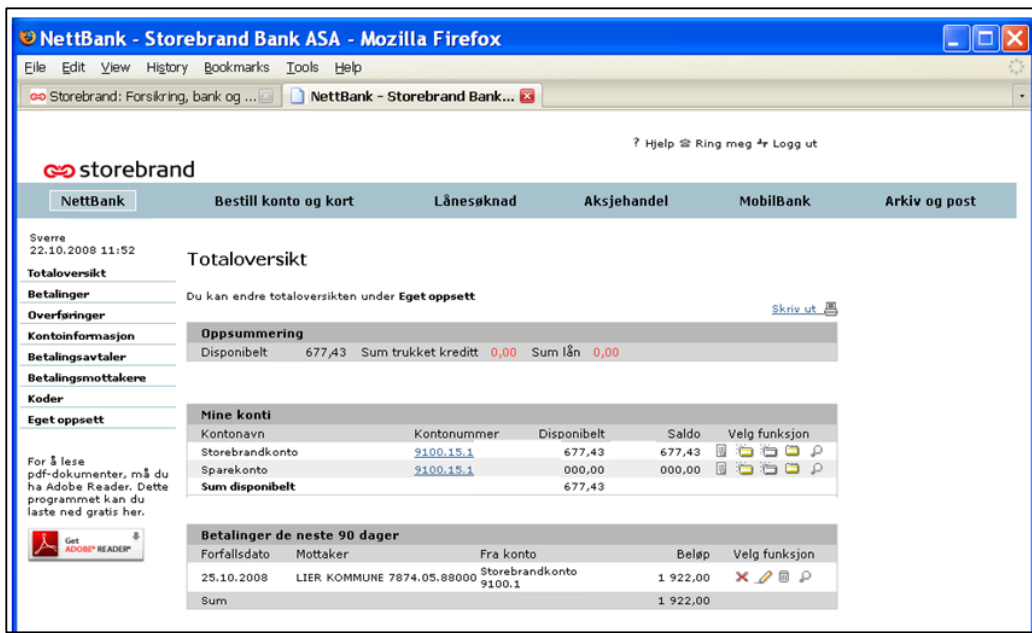 NettBank - Storebrand Bank ASA - Mozilla Firefox
File Edit View History Bookmarks Tools Help
Storebrand: Forsikring, bank og ... NettBank - Storebrand Bank...
? Hjelp Ring meg Logg ut
storebrand
NettBank Bestill konto og kort Lånesøknad Aksjehandel MobilBank Arkiv og post
Sverre
22.10.2008 11:52
Totaloversikt
Betalinger
Overføringer
Kontoinformasjon
Betalingsavtaler
Betalingsmottakere
Koder
Eget oppsett
For å lese
pdf-dokumenter, må du
ha Adobe Reader. Dette
programmet kan du
laste ned gratis her.
Get
ADOBE® READER®
Totaloversikt
Du kan endre totaloversikten under Eget oppsett
Skriv ut
Oppsummering
Disponibelt 677,43 Sum trukket kreditt 0,00 Sum lån 0,00
Mine konti
Kontonavn Kontonummer Disponibelt Saldo Velg funksjon
Storebrandkonto 9100.15.1 677,43 677,43
Sparekonto 9100.15.1 000,00 000,00
Sum disponibelt 677,43
Betalinger de neste 90 dager
Forfallsdato Mottaker Fra konto Beløp Velg funksjon
25.10.2008 LIER KOMMUNE 7874.05.88000 Storebrandkonto 1 922,00
9100.1
Sum 1 922,00